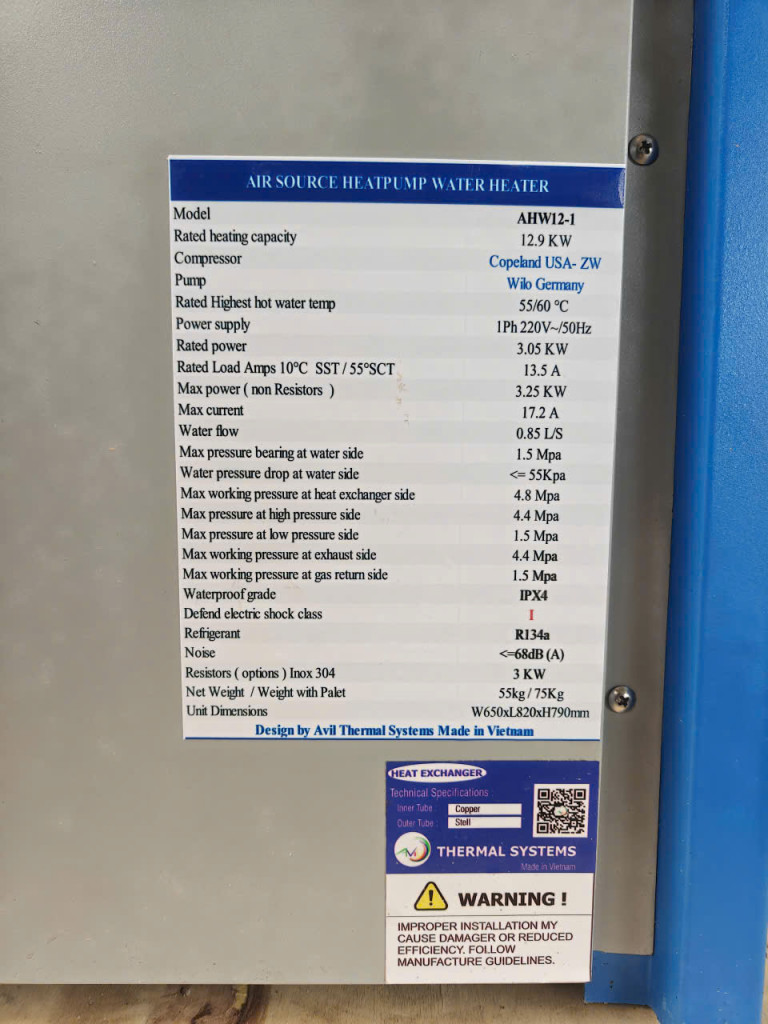 AIR SOURCE HEATPUMP WATER HEATER
Model AHW12-1
Rated heating capacity 12.9 KW
Compressor Copeland USA- ZW
Pump Wilo Germany
Rated Highest hot water temp 55/60 °C
Power supply 1Ph 220V~/50Hz
Rated power 3.05 KW
Rated Load Amps 10°C SST / 55°SCT 13.5 A
Max power ( non Resistors ) 3.25 KW
Max current 17.2 A
Water flow 0.85 L/S
Max pressure bearing at water side 1.5 Mpa
Water pressure drop at water side <= 55Kpa
Max working pressure at heat exchanger side 4.8 Mpa
Max pressure at high pressure side 4.4 Mpa
Max pressure at low pressure side 1.5 Mpa
Max working pressure at exhaust side 4.4 Mpa
Max working pressure at gas return side 1.5 Mpa
Waterproof grade IPX4
Defend electric shock class I
Refrigerant R134a
Noise <=68dB (A)
Resistors ( options ) Inox 304 3 KW
Net Weight / Weight with Palet 55kg / 75Kg
Unit Dimensions W650xL820xH790mm
Design by Avil Thermal Systems Made in Vietnam
HEAT EXCHANGER
Technical Specifications
Inner Tube : Copper
Outer Tube : Stell
THERMAL SYSTEMS
Made in Vietnam
WARNING !
IMPROPER INSTALLATION MY
CAUSE DAMAGER OR REDUCED
EFFICIENCY. FOLLOW
MANUFACTURE GUIDELINES.